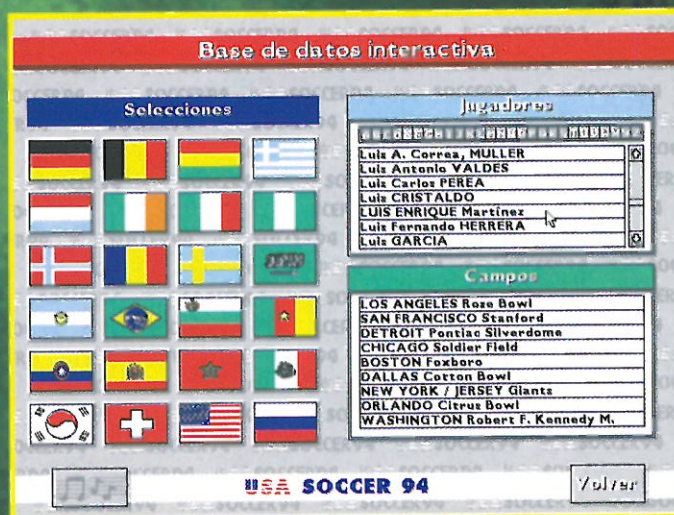 Base de datos interactiva
Selecciones
Jugadores
Luis A. Correa, MULLER
Luis Antonio VALDES
Luis Carlos PEREA
Luis CRISTALDO
LUIS ENRIQUE Martínez
Luis Fernando HERRERA
Luis GARCIA
Campos
LOS ANGELES Rose Bowl
SAN FRANCISCO Stanford
DETROIT Pontiac Silverdome
CHICAGO Soldier Field
BOSTON Foxboro
DALLAS Cotton Bowl
NEW YORK / JERSEY Giants
ORLANDO Citrus Bowl
WASHINGTON Robert F. Kennedy M.
USA SOCCER 94
Volver